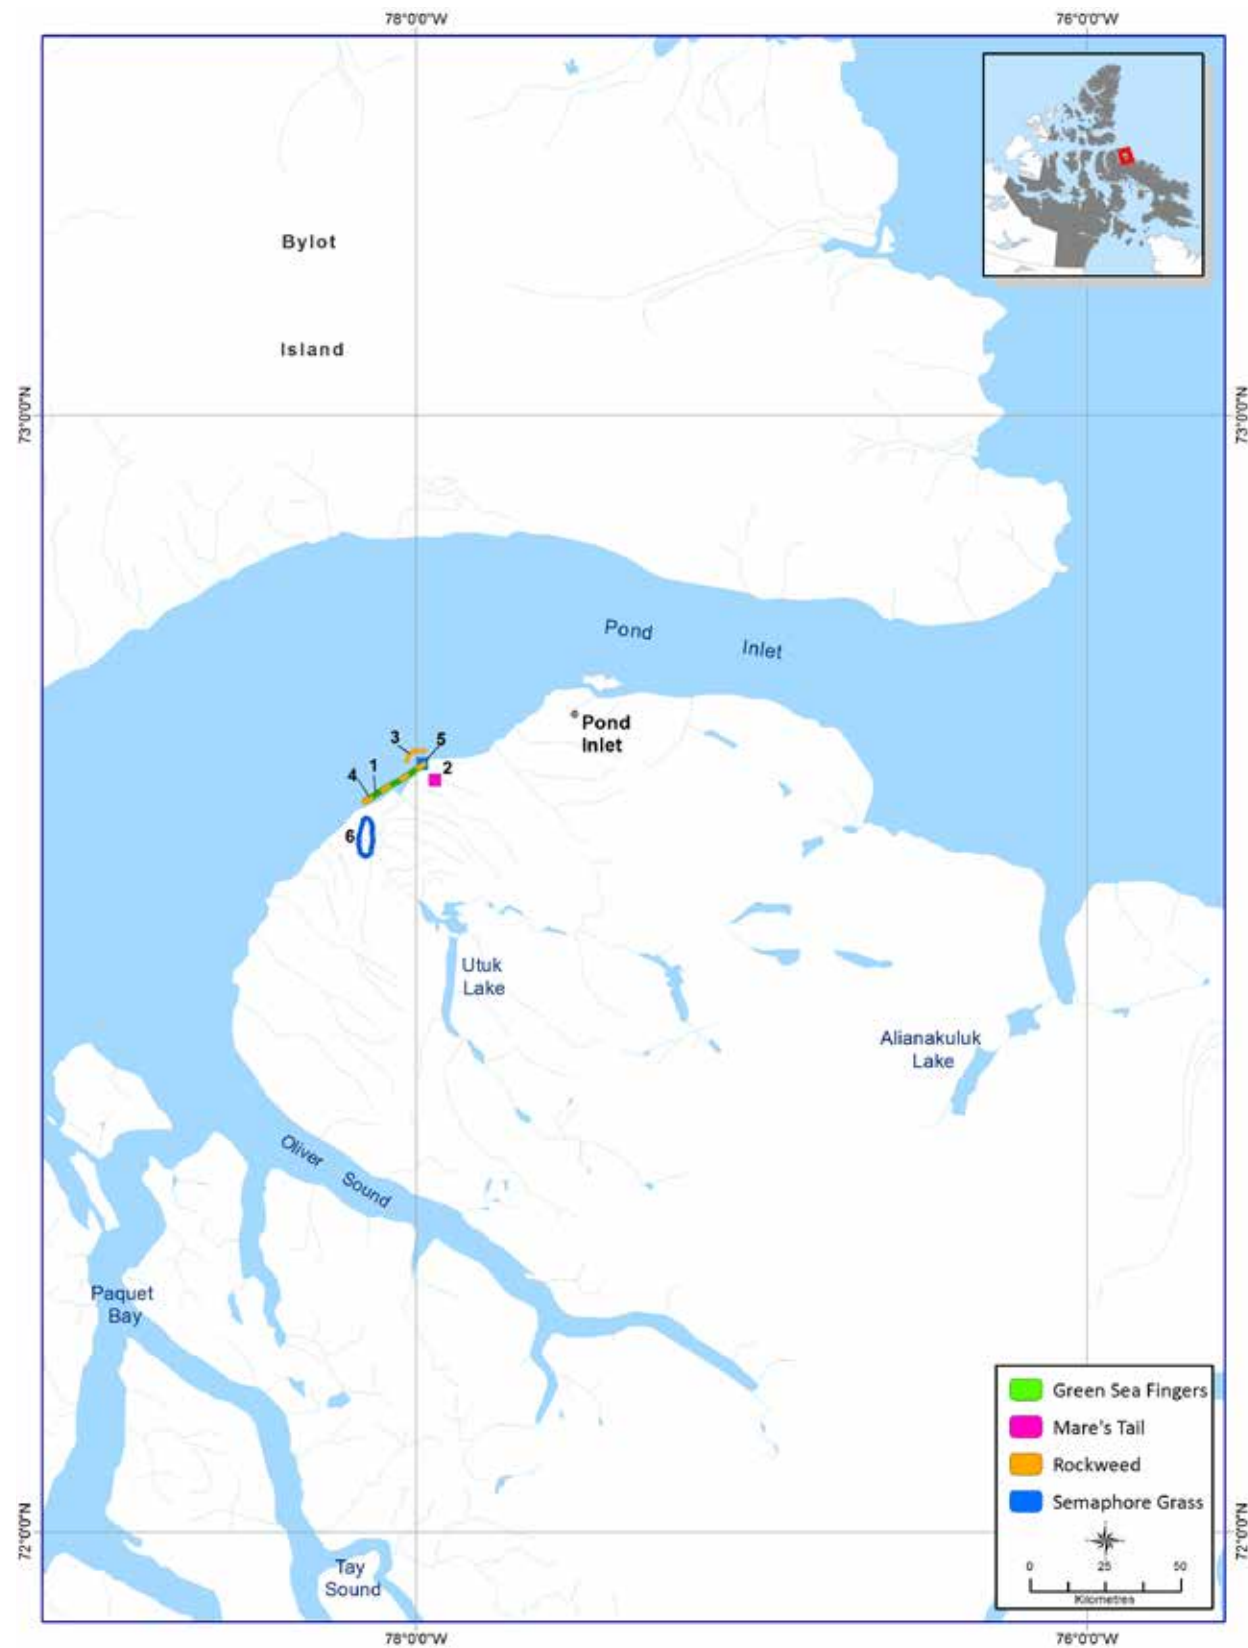 78°0'0"W
76°0'0"W
Bylot
Island
73°0'0"N
73°0'0"N
Pond
Inlet
Pond
Inlet
3
5
4
1
2
6
Utuk
Lake
Alianakuluk
Lake
Oliver Sound
Paquet
Bay
Green Sea Fingers
Mare's Tail
Rockweed
Semaphore Grass
72°0'0"N
72°0'0"N
0 25 50
Kilometres
Tay
Sound
78°0'0"W
76°0'0"W